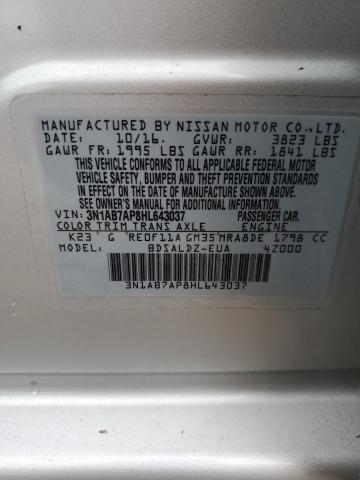 MANUFACTURED BY NISSAN MOTOR CO.,LTD.
DATE: 10/16. GVWR: 3823 LBS
GAWR FR: 1995 LBS GAWR RR: 1841 LBS
THIS VEHICLE CONFORMS TO ALL APPLICABLE FEDERAL MOTOR
VEHICLE SAFETY, BUMPER AND THEFT PREVENTION STANDARDS
IN EFFECT ON THE DATE OF MANUFACTURE SHOWN ABOVE.
SEE OWNER'S MANUAL FOR ADDITIONAL INFORMATION.
VIN: 3N1AB7AP8HL643037 PASSENGER CAR
COLOR TRIM TRANS AXLE ENGINE
K23 G RE0F11A GM35 MRA8DE 1798 CC
MODEL: BDSALDZ-EUA 4Z000
3N1AB7AP8HL643037